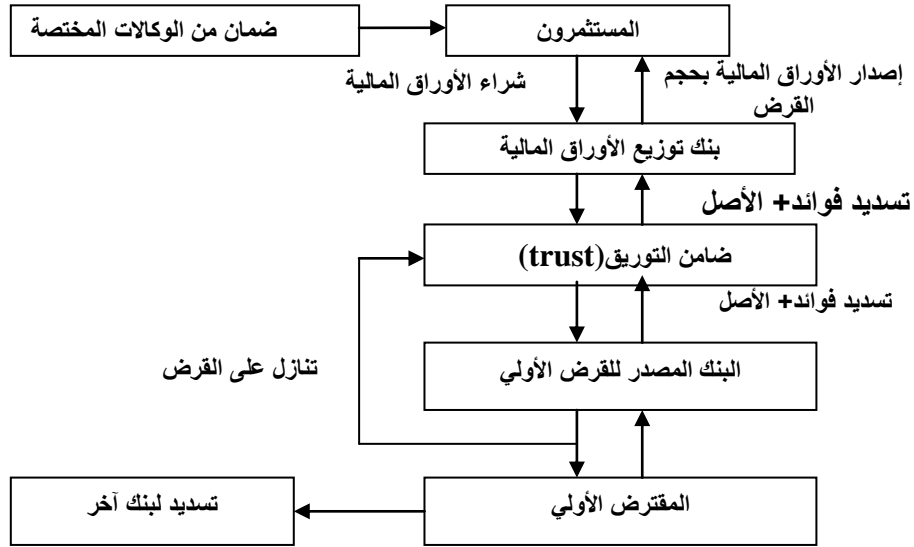 المستثمرون
ضمان من الوكالات المختصة
إصدار الأوراق المالية بحجم
القرض
شراء الأوراق المالية
بنك توزيع الأوراق المالية
تسديد فوائد+ الأصل
ضامن التوريق(trust)
تسديد فوائد+ الأصل
البنك المصدر للقرض الأولي
تنازل على القرض
المقترض الأولي
تسديد لبنك آخر